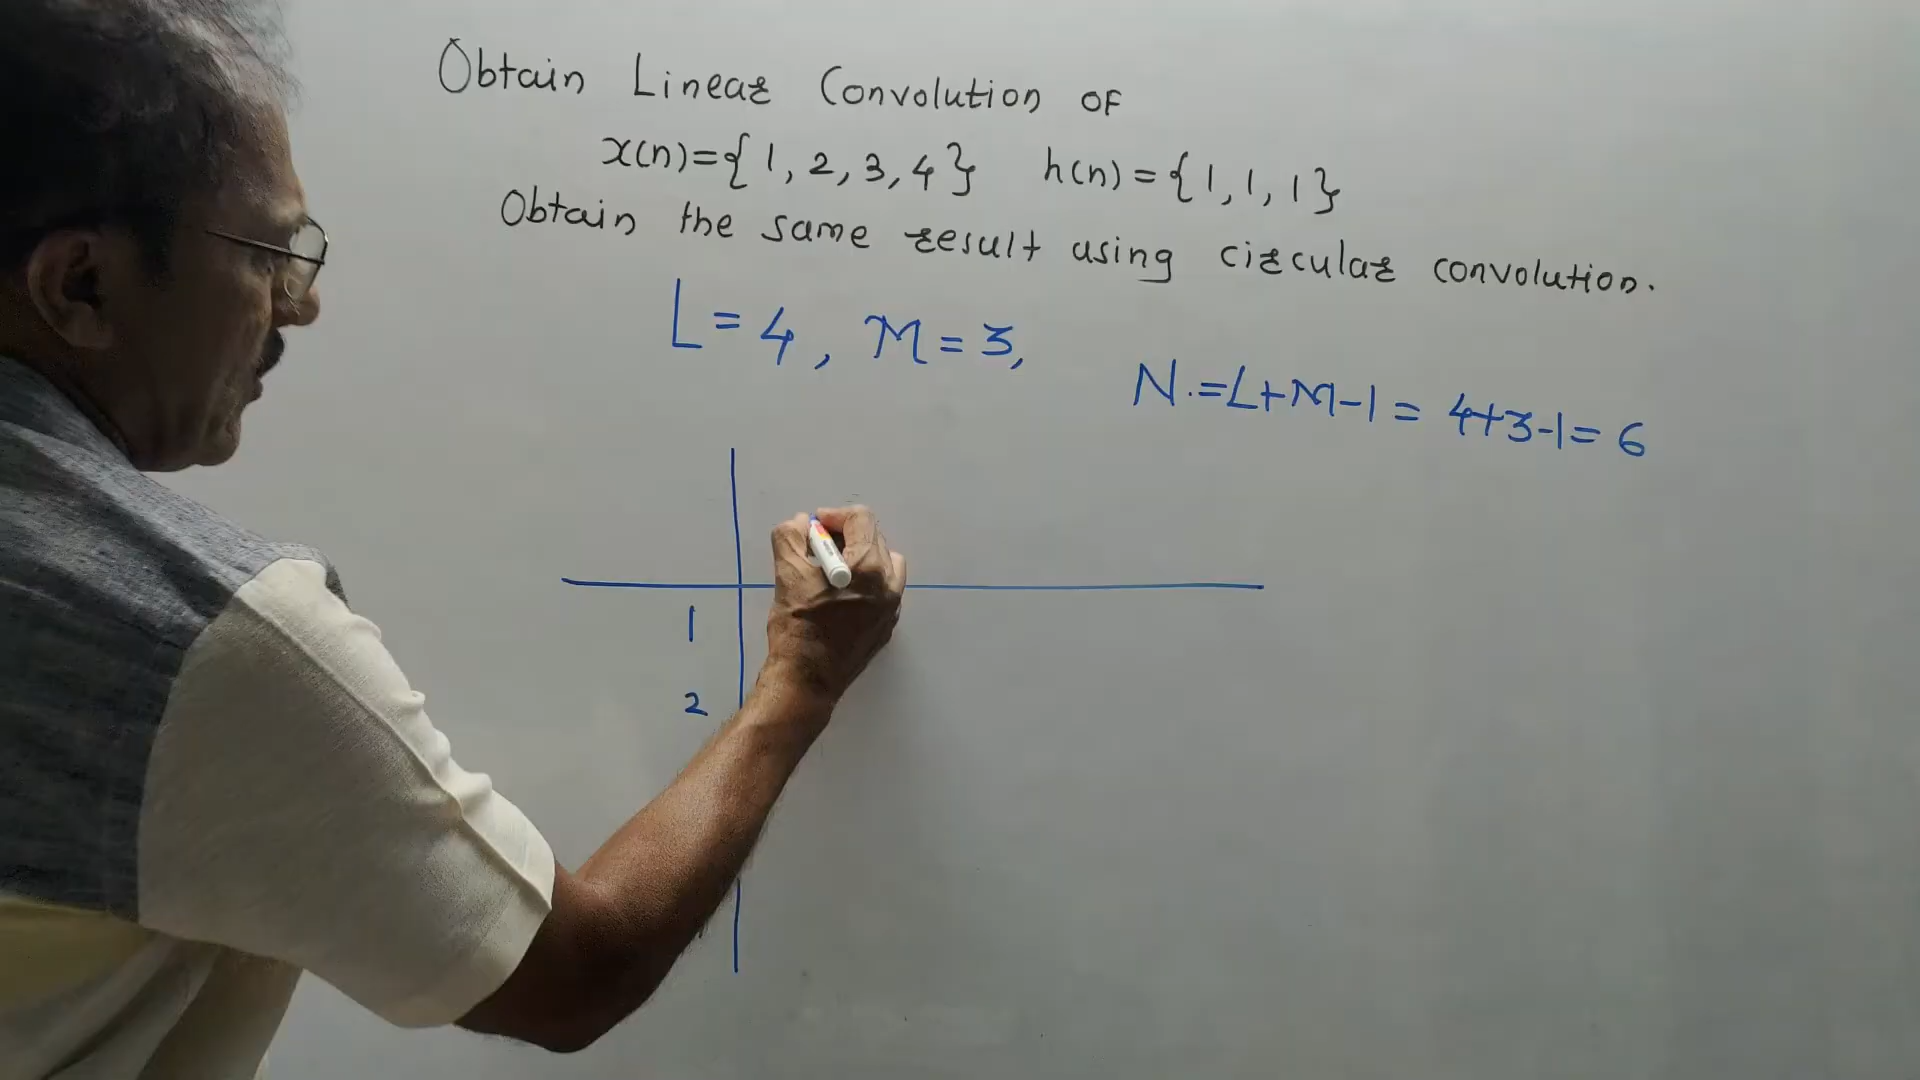 Obtain Linear Convolution of
x(n)={1,2,3,4} h(n)={1,1,1}
Obtain the same result using circular convolution.
L=4, M=3,
N.=L+M-1= 4+3-1=6
1
2